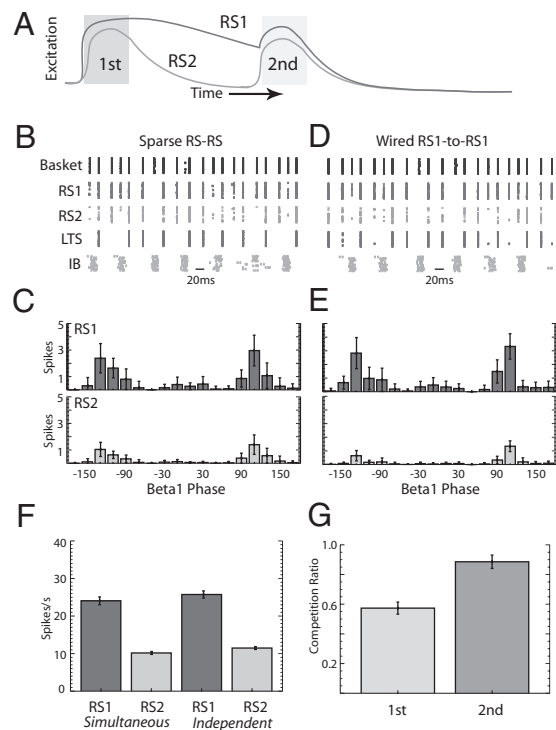 A
Excitation
RS1
1st
RS2
2nd
Time
B
Sparse RS-RS
D
Wired RS1-to-RS1
Basket
RS1
RS2
LTS
IB
20ms
20ms
C
E
5
RS1
3
1
Spikes
5
RS2
3
1
Spikes
-150 -90 -30 30 90 150
Beta1 Phase
-150 -90 -30 30 90 150
Beta1 Phase
F
G
40
30
20
10
0
Spikes/s
RS1 RS2 RS1 RS2
Simultaneous Independent
1.0
0.6
0.2
Competition Ratio
1st 2nd